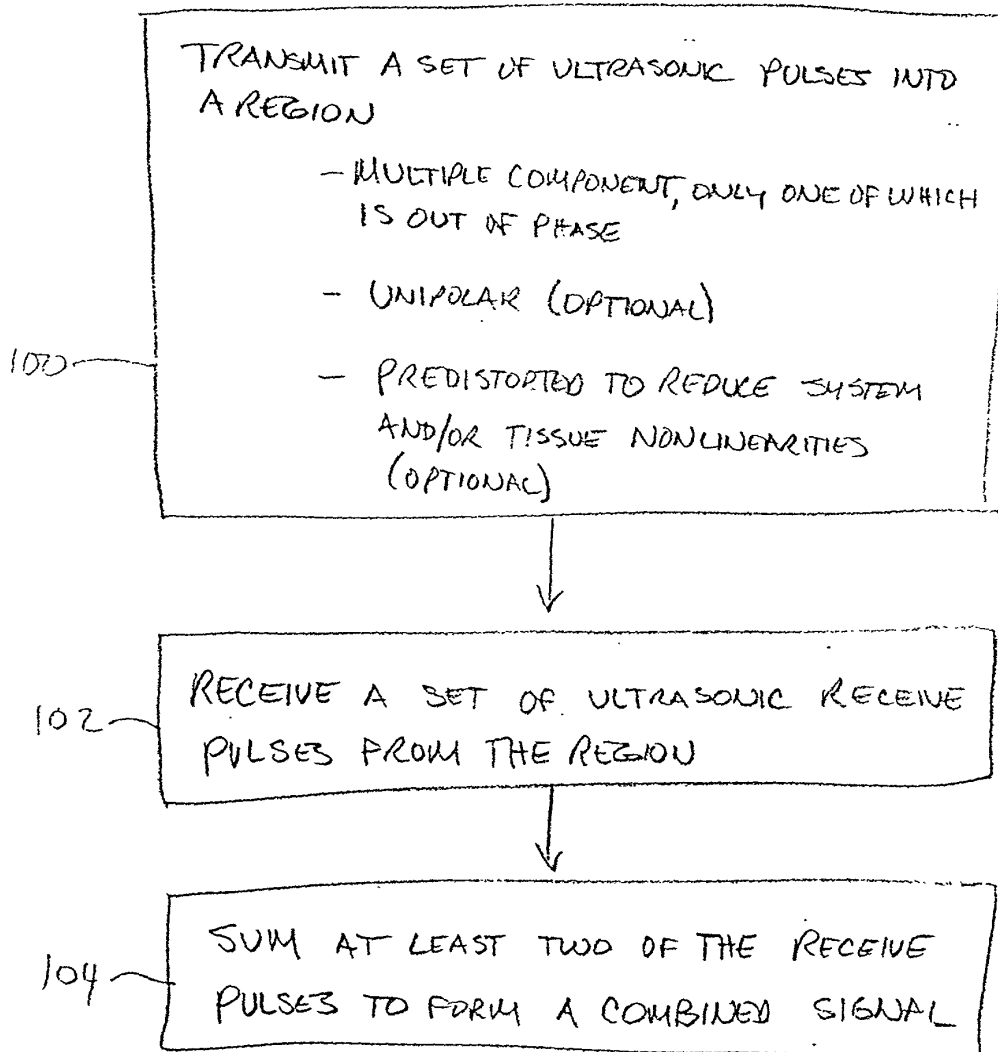 TRANSMIT A SET OF ULTRASONIC PULSES INTO
A REGION
- MULTIPLE COMPONENT, ONLY ONE OF WHICH
IS OUT OF PHASE
- UNIPOLAR (OPTIONAL)
100
- PREDISTORTED TO REDUCE SYSTEM
AND/OR TISSUE NONLINEARITIES
(OPTIONAL)
102
RECEIVE A SET OF ULTRASONIC RECEIVE
PULSES FROM THE REGION
104
SUM AT LEAST TWO OF THE RECEIVE
PULSES TO FORM A COMBINED SIGNAL